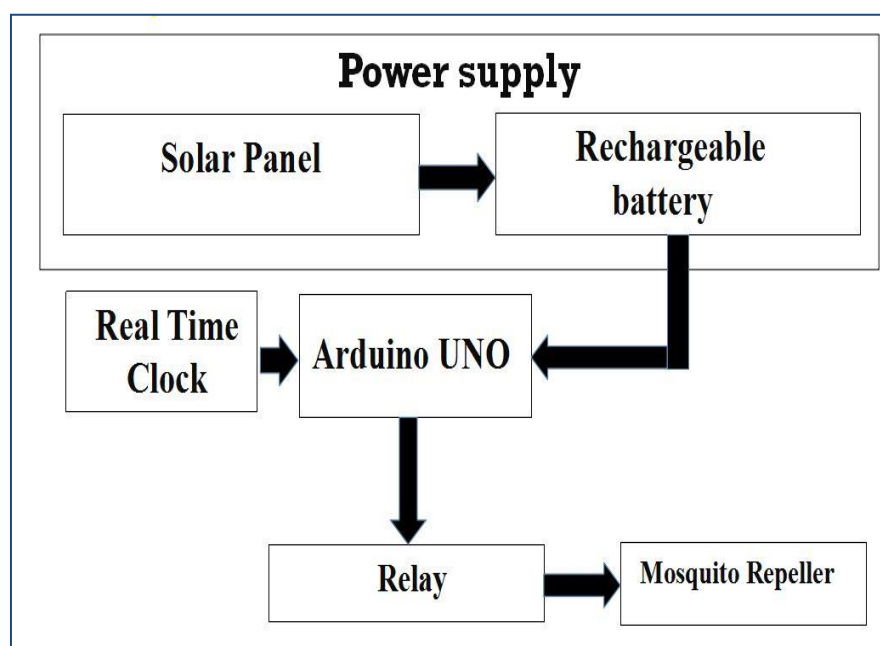 Power supply
Solar Panel
Rechargeable
battery
Real Time
Clock
Arduino UNO
Relay
Mosquito Repeller